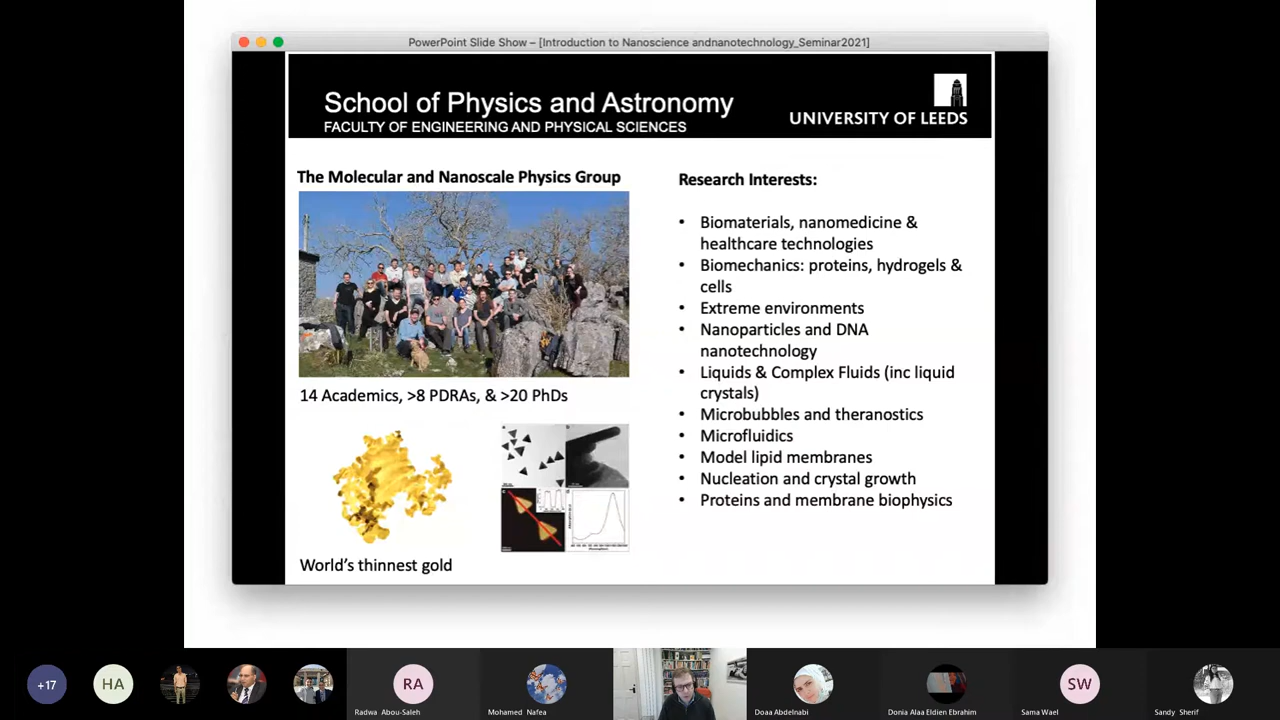 PowerPoint Slide Show – [Introduction to Nanoscience andnanotechnology_Seminar2021]
School of Physics and Astronomy
FACULTY OF ENGINEERING AND PHYSICAL SCIENCES
UNIVERSITY OF LEEDS
The Molecular and Nanoscale Physics Group
14 Academics, >8 PDRAs, & >20 PhDs
World's thinnest gold
Research Interests:
• Biomaterials, nanomedicine &
healthcare technologies
• Biomechanics: proteins, hydrogels &
cells
• Extreme environments
• Nanoparticles and DNA
nanotechnology
• Liquids & Complex Fluids (inc liquid
crystals)
• Microbubbles and theranostics
• Microfluidics
• Model lipid membranes
• Nucleation and crystal growth
• Proteins and membrane biophysics
+17
HA
RA
SW
Radwa Abou-Saleh
Mohamed Nafea
Doaa Abdelnabi
Donia Alaa Eldien Ebrahim
Sama Wael
Sandy Sherif